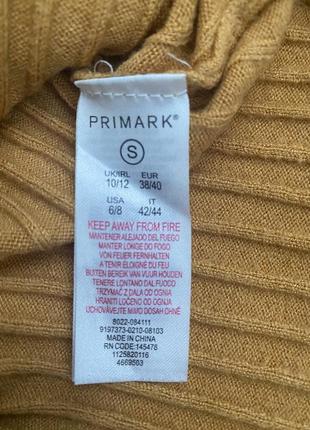 PRIMARK®
S
UK/IRL EUR
10/12 38/40
USA IT
6/8 42/44
KEEP AWAY FROM FIRE
MANTENER ALEJADO DEL FUEGO
MANTER LONGE DO FOGO
VON FEUER FERNHALTEN
A TENIR ÉLOIGNÉ DU FEU
BUITEN BEREIK VAN VUUR HOUDEN
TENERE LONTANO DAL FUOCO
TRZYMAĆ Z DALA OD OGNIA
HRANITI LOČENO OD OGNJA
UCHOVÁVEJTE MIMO DOSAH OHNĚ
8022-084111
9197373-0210-08103
MADE IN CHINA
RN CODE:145478
1125820116
4669503